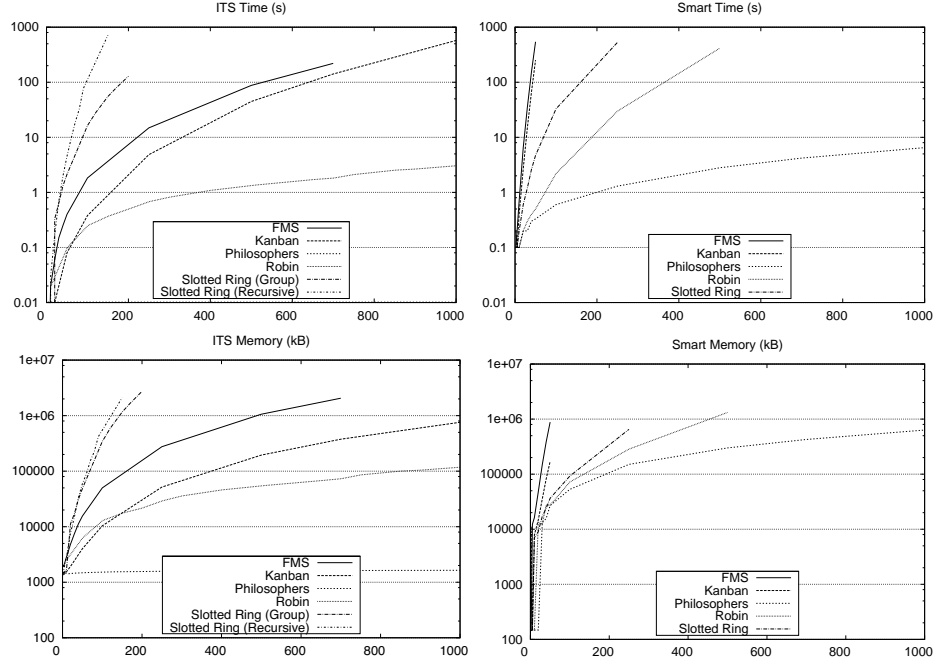 ITS Time (s)
1000
100
10
1
0.1
0.01
0 200 400 600 800 1000
FMS
Kanban
Philosophers
Robin
Slotted Ring (Group)
Slotted Ring (Recursive)
Smart Time (s)
1000
100
10
1
0.1
0.01
0 200 400 600 800 1000
FMS
Kanban
Philosophers
Robin
Slotted Ring
ITS Memory (kB)
1e+07
1e+06
100000
10000
1000
100
0 200 400 600 800 1000
FMS
Kanban
Philosophers
Robin
Slotted Ring (Group)
Slotted Ring (Recursive)
Smart Memory (kB)
1e+07
1e+06
100000
10000
1000
100
0 200 400 600 800 1000
FMS
Kanban
Philosophers
Robin
Slotted Ring